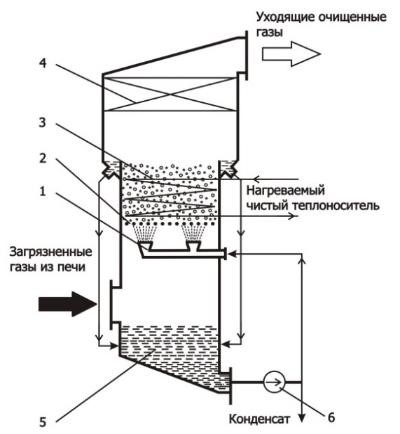 Уходящие очищенные
газы
4
3
2
1
Нагреваемый
чистый теплоноситель
Загрязненные
газы из печи
5
Конденсат
6